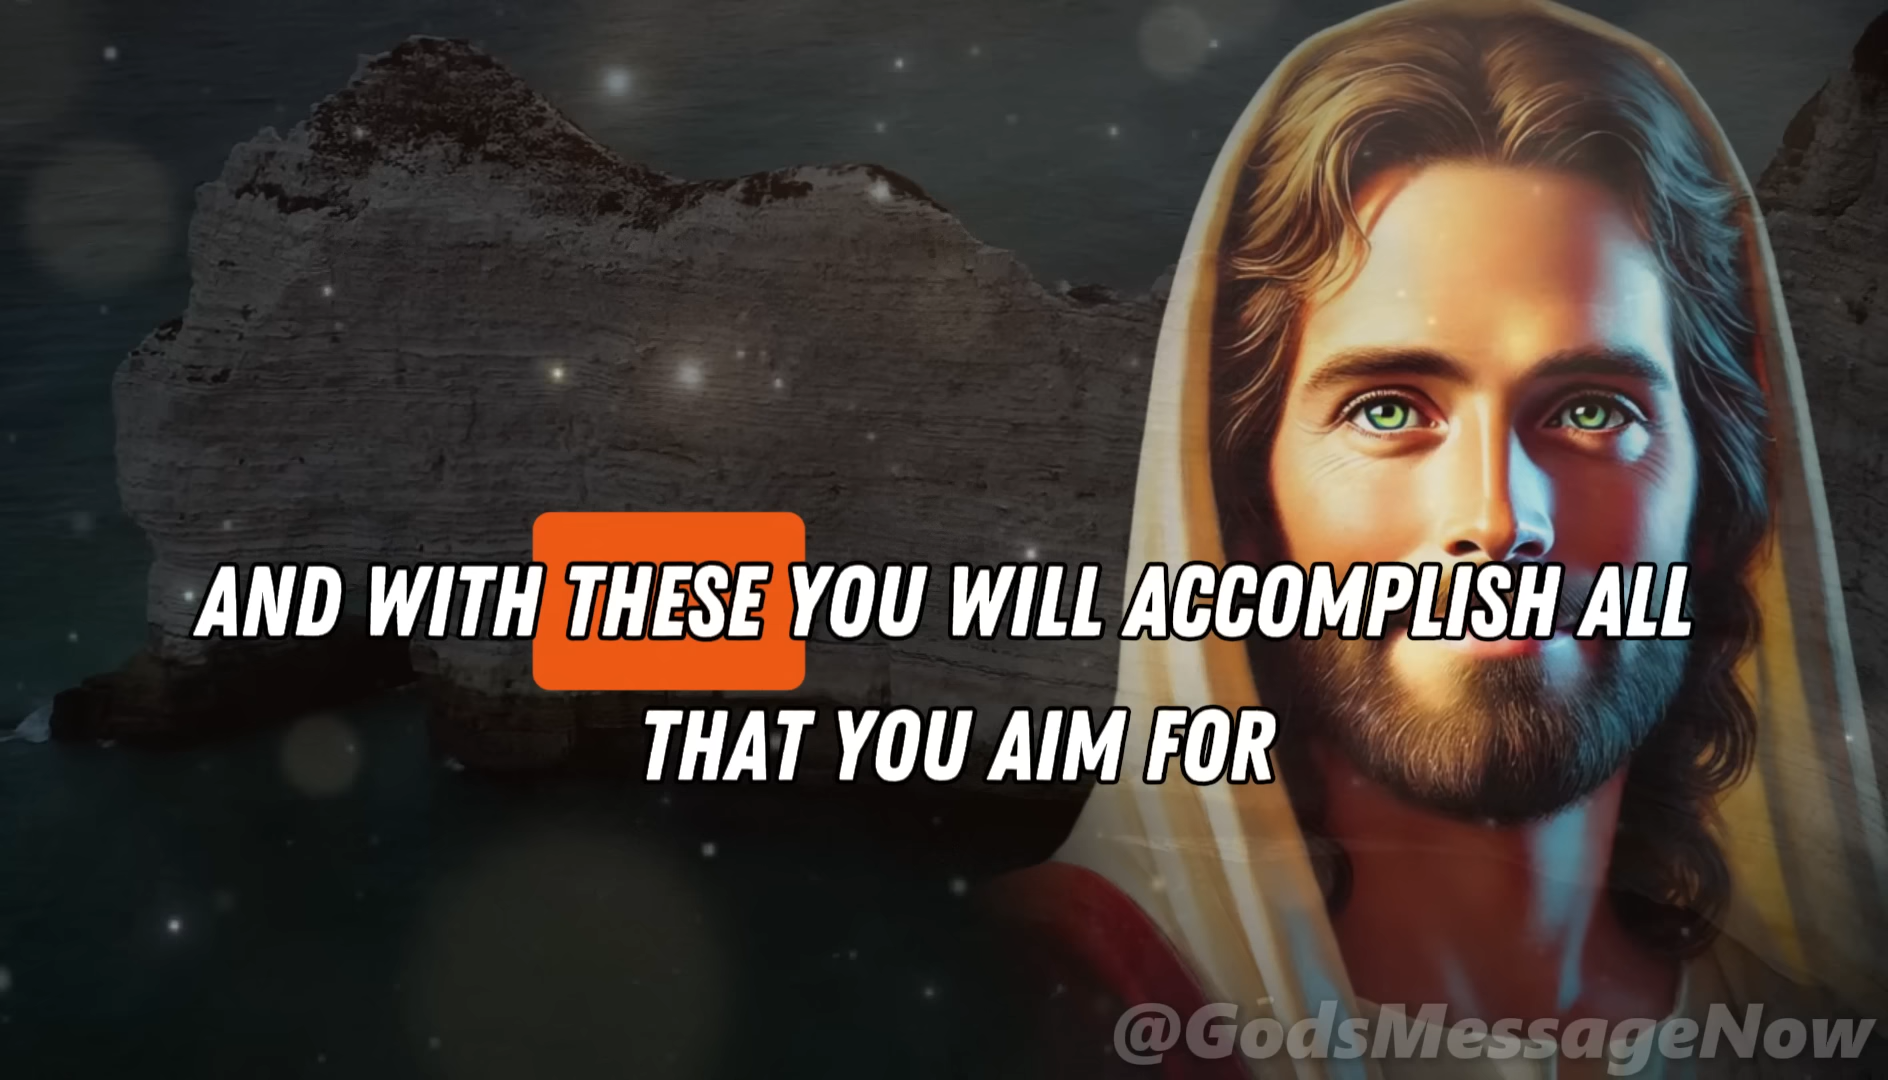 AND WITH THESE YOU WILL ACCOMPLISH ALL
THAT YOU AIM FOR
@GodsMessageNow